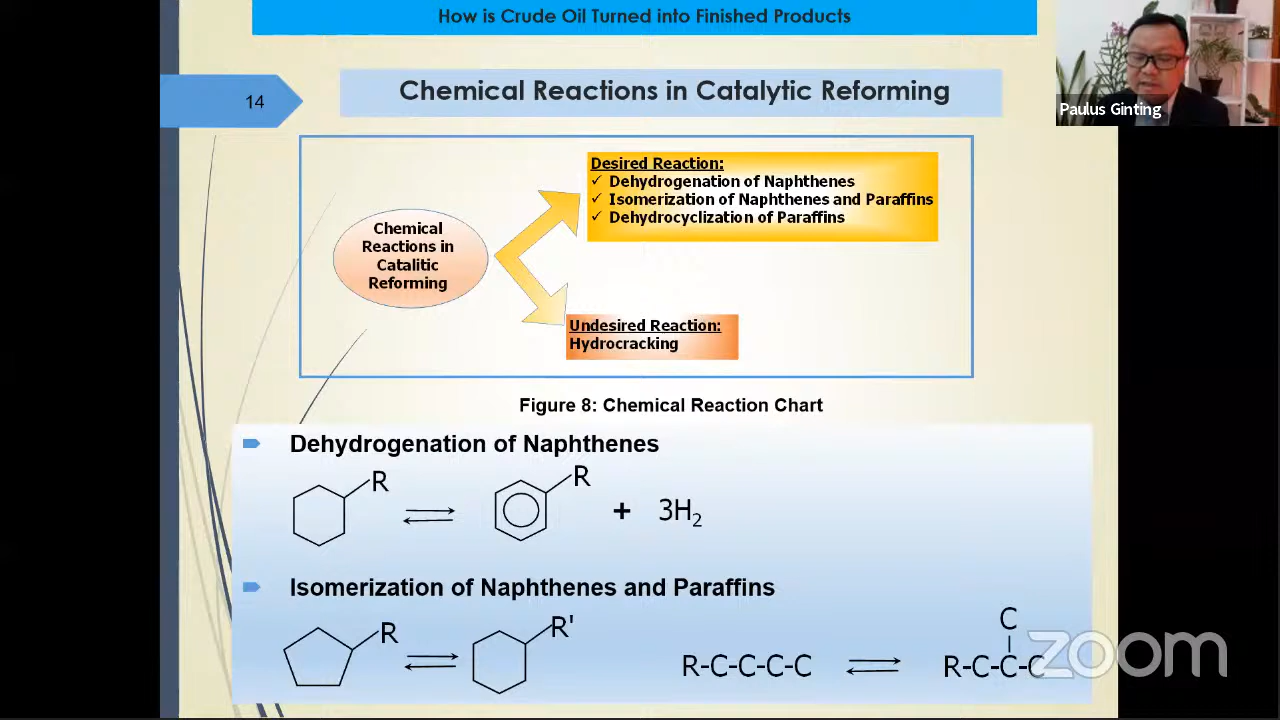 How is Crude Oil Turned into Finished Products
14
Chemical Reactions in Catalytic Reforming
Paulus Ginting
Chemical
Reactions in
Catalitic
Reforming
Desired Reaction:
✓ Dehydrogenation of Naphthenes
✓ Isomerization of Naphthenes and Paraffins
✓ Dehydrocyclization of Paraffins
Undesired Reaction:
Hydrocracking
Figure 8: Chemical Reaction Chart
Dehydrogenation of Naphthenes
R ⇌ R + 3H₂
Isomerization of Naphthenes and Paraffins
R ⇌ R'
C
R-C-C-C-C ⇌ R-C-C-C
zoom